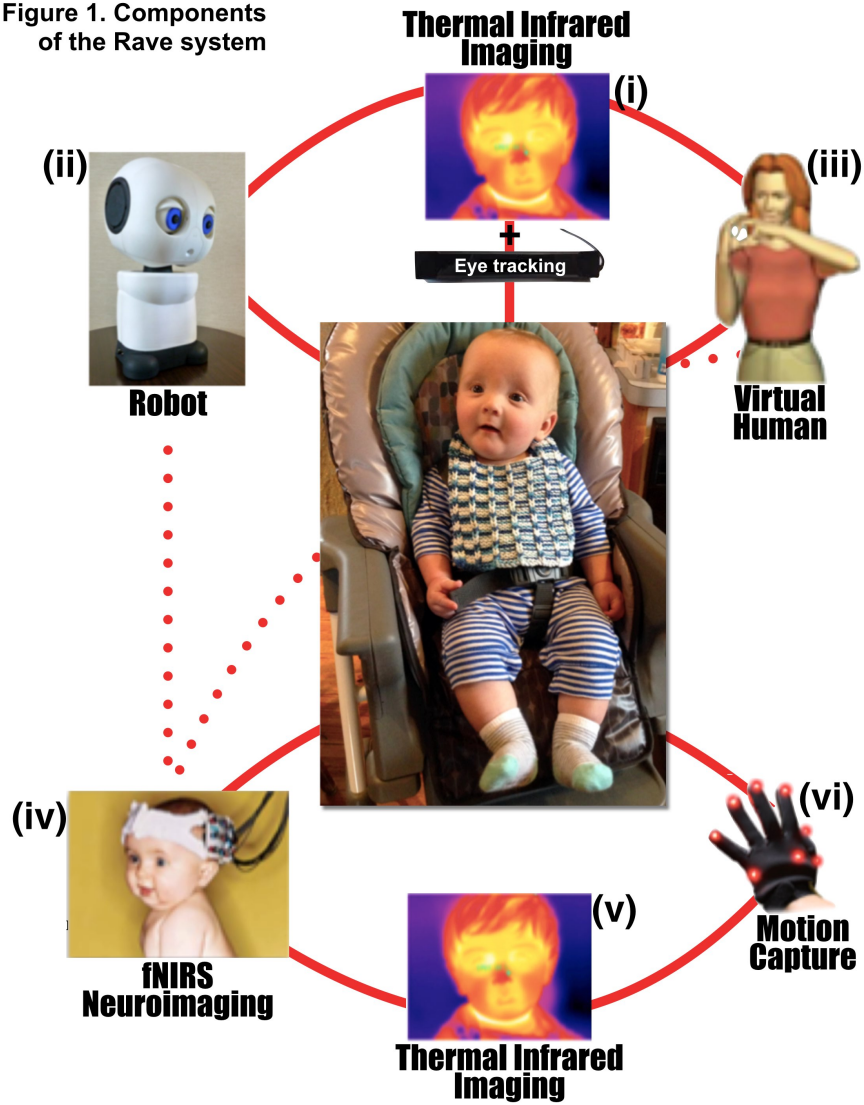 Figure 1. Components
of the Rave system
Thermal Infrared
Imaging
(i)
(ii)
(iii)
+
Eye tracking
Robot
Virtual
Human
(iv)
(vi)
(v)
Motion
Capture
fNIRS
Neuroimaging
Thermal Infrared
Imaging